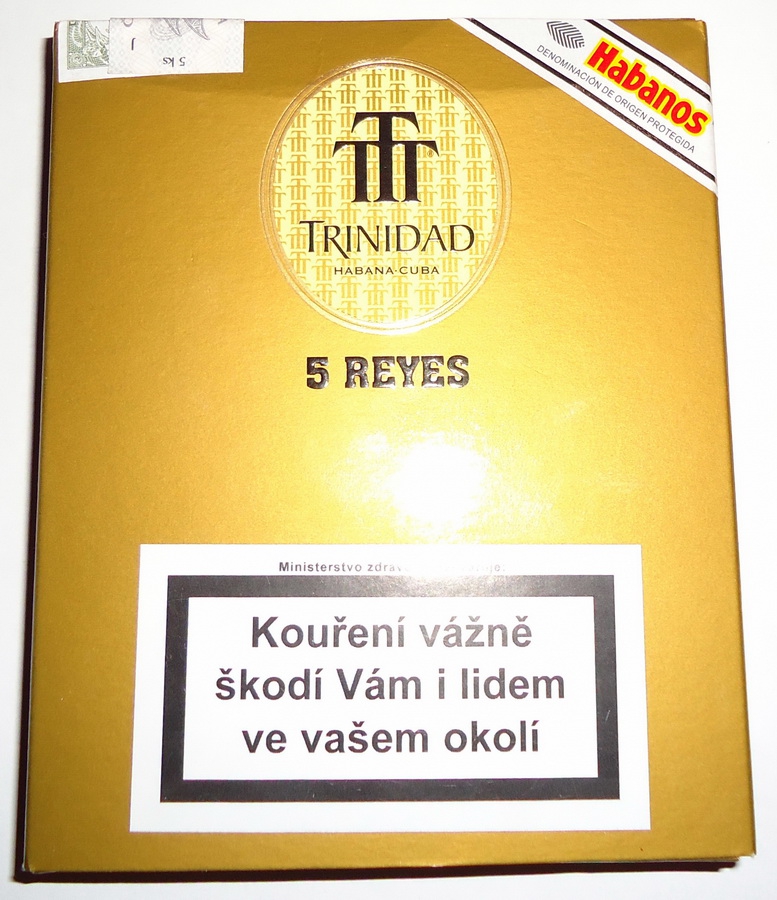 5 ks
J
Habanos
DENOMINACIÓN DE ORIGEN PROTEGIDA
TTT
®
TRINIDAD
HABANA·CUBA
5 REYES
Ministerstvo
Kouření vážně
škodí Vám i lidem
ve vašem okolí